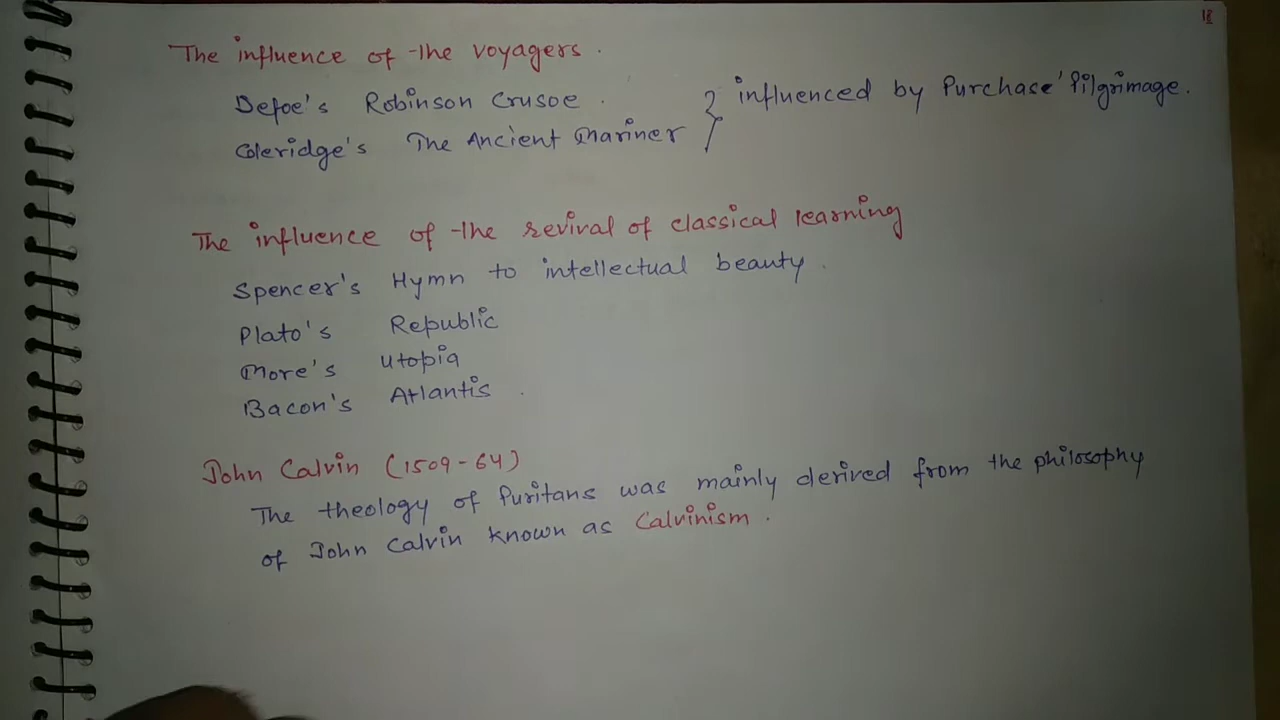 18
The influence of the voyagers.
Defoe's Robinson Crusoe.
Coleridge's The Ancient Mariner } influenced by Purchase' Pilgrimage.
The influence of the revival of classical learning
Spencer's Hymn to intellectual beauty.
Plato's Republic
More's Utopia
Bacon's Atlantis.
John Calvin (1509-64)
The theology of Puritans was mainly derived from the philosophy
of John Calvin known as Calvinism.